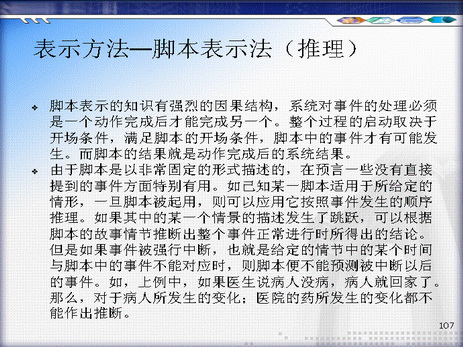 表示方法—脚本表示法（推理）
脚本表示的知识有强烈的因果结构，系统对事件的处理必须
是一个动作完成后才能完成另一个。整个过程的启动取决于
开场条件，满足脚本的开场条件，脚本中的事件才有可能发
生。而脚本的结果就是动作完成后的系统结果。
由于脚本是以非常固定的形式描述的，在预言一些没有直接
提到的事件方面特别有用。如已知某一脚本适用于所给定的
情形，一旦脚本被起用，则可以应用它按照事件发生的顺序
推理。如果其中的某一个情景的描述发生了跳跃，可以根据
脚本的故事情节推断出整个事件正常进行时所得出的结论。
但是如果事件被强行中断，也就是给定的情节中的某个时间
与脚本中的事件不能对应时，则脚本便不能预测被中断以后
的事件。如，上例中，如果医生说病人没病，病人就回家了。
那么，对于病人所发生的变化；医院的药所发生的变化都不
能作出推断。
107